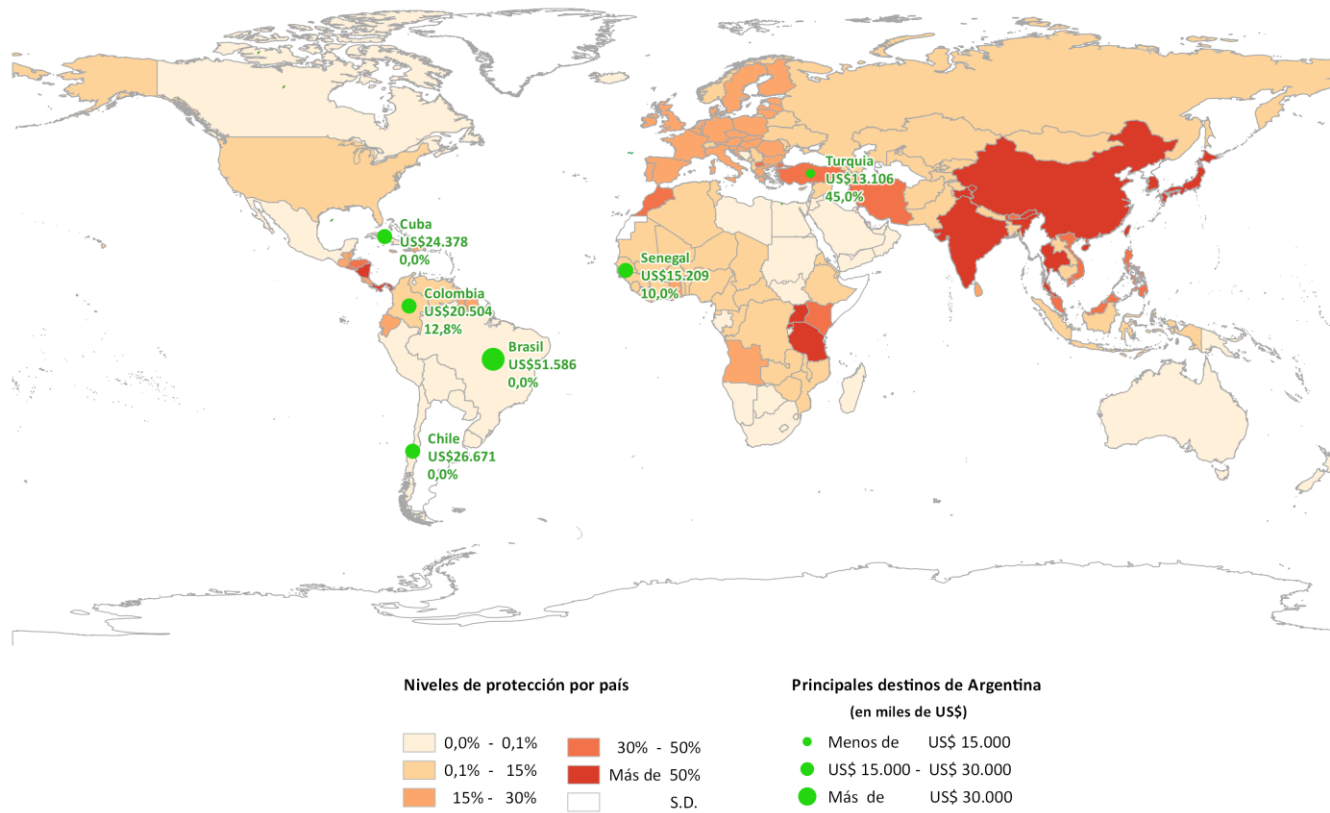 Turquia
US$13.106
45,0%
Cuba
US$24.378
0,0%
Senegal
US$15.209
10,0%
Colombia
US$20.504
12,8%
Brasil
US$51.586
0,0%
Chile
US$26.671
0,0%
Niveles de protección por país
0,0% - 0,1%
0,1% - 15%
15% - 30%
30% - 50%
Más de 50%
S.D.
Principales destinos de Argentina
(en miles de US$)
Menos de US$ 15.000
US$ 15.000 - US$ 30.000
Más de US$ 30.000